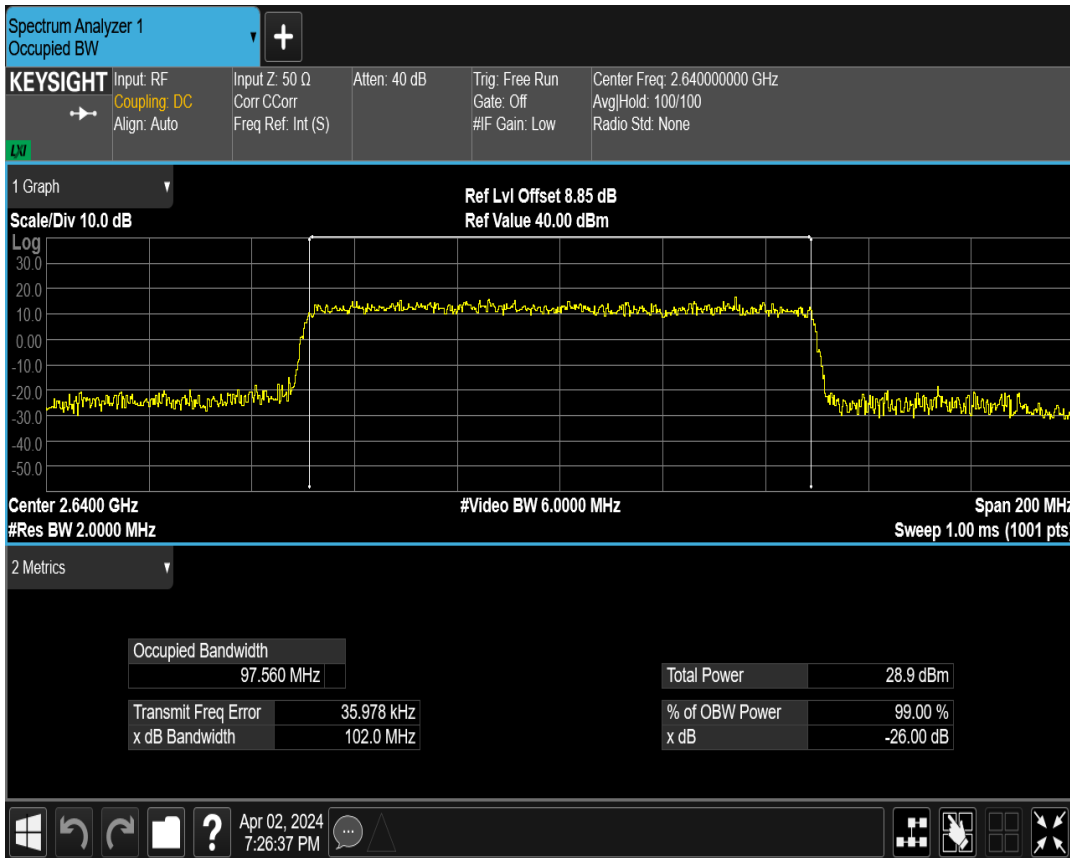 Spectrum Analyzer 1
Occupied BW
+
KEYSIGHT
LXI
Input: RF
Coupling: DC
Align: Auto
Input Z: 50 Ω
Corr CCorr
Freq Ref: Int (S)
Atten: 40 dB
Trig: Free Run
Gate: Off
#IF Gain: Low
Center Freq: 2.640000000 GHz
Avg|Hold: 100/100
Radio Std: None
1 Graph
Ref Lvl Offset 8.85 dB
Scale/Div 10.0 dB
Ref Value 40.00 dBm
Log
30.0
20.0
10.0
0.00
-10.0
-20.0
-30.0
-40.0
-50.0
Center 2.6400 GHz
#Video BW 6.0000 MHz
Span 200 MHz
#Res BW 2.0000 MHz
Sweep 1.00 ms (1001 pts)
2 Metrics
Occupied Bandwidth
97.560 MHz
Total Power 28.9 dBm
Transmit Freq Error 35.978 kHz
% of OBW Power 99.00 %
x dB Bandwidth 102.0 MHz
x dB -26.00 dB
?
Apr 02, 2024
7:26:37 PM